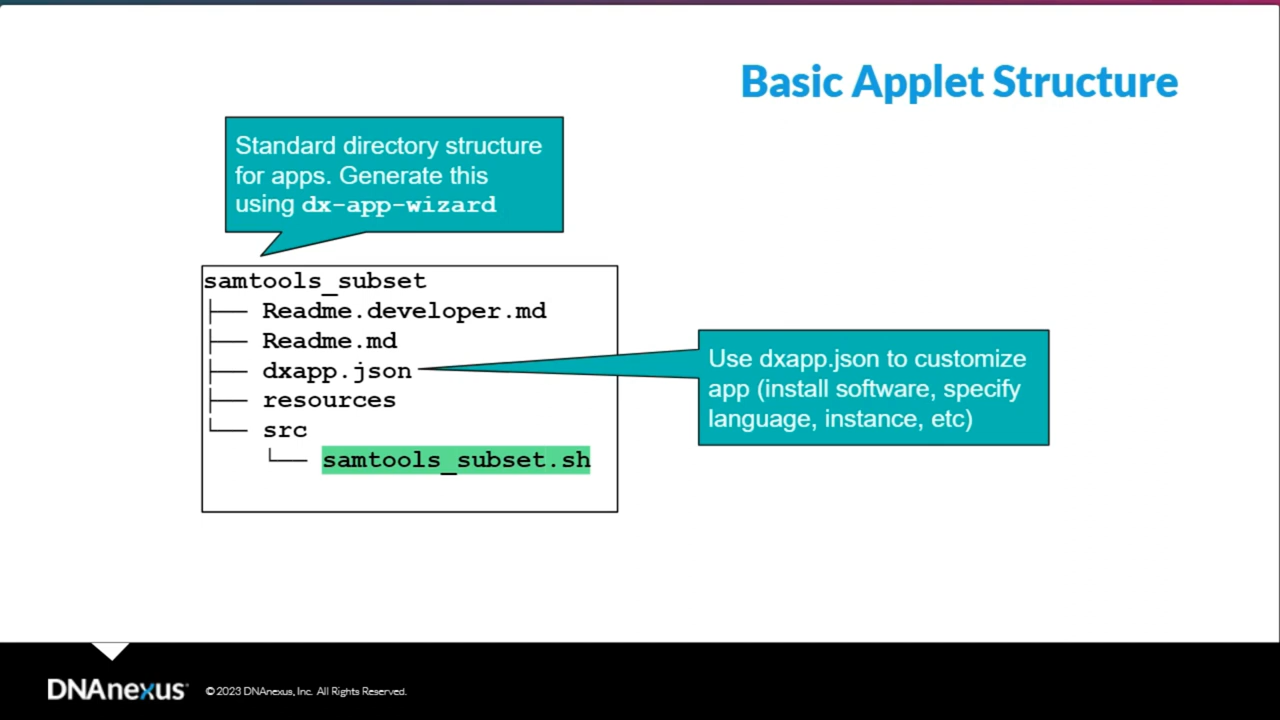 Basic Applet Structure
Standard directory structure
for apps. Generate this
using dx-app-wizard
samtools_subset
├── Readme.developer.md
├── Readme.md
├── dxapp.json
├── resources
└── src
└── samtools_subset.sh
Use dxapp.json to customize
app (install software, specify
language, instance, etc)
DNAnexus
© 2023 DNAnexus, Inc. All Rights Reserved.